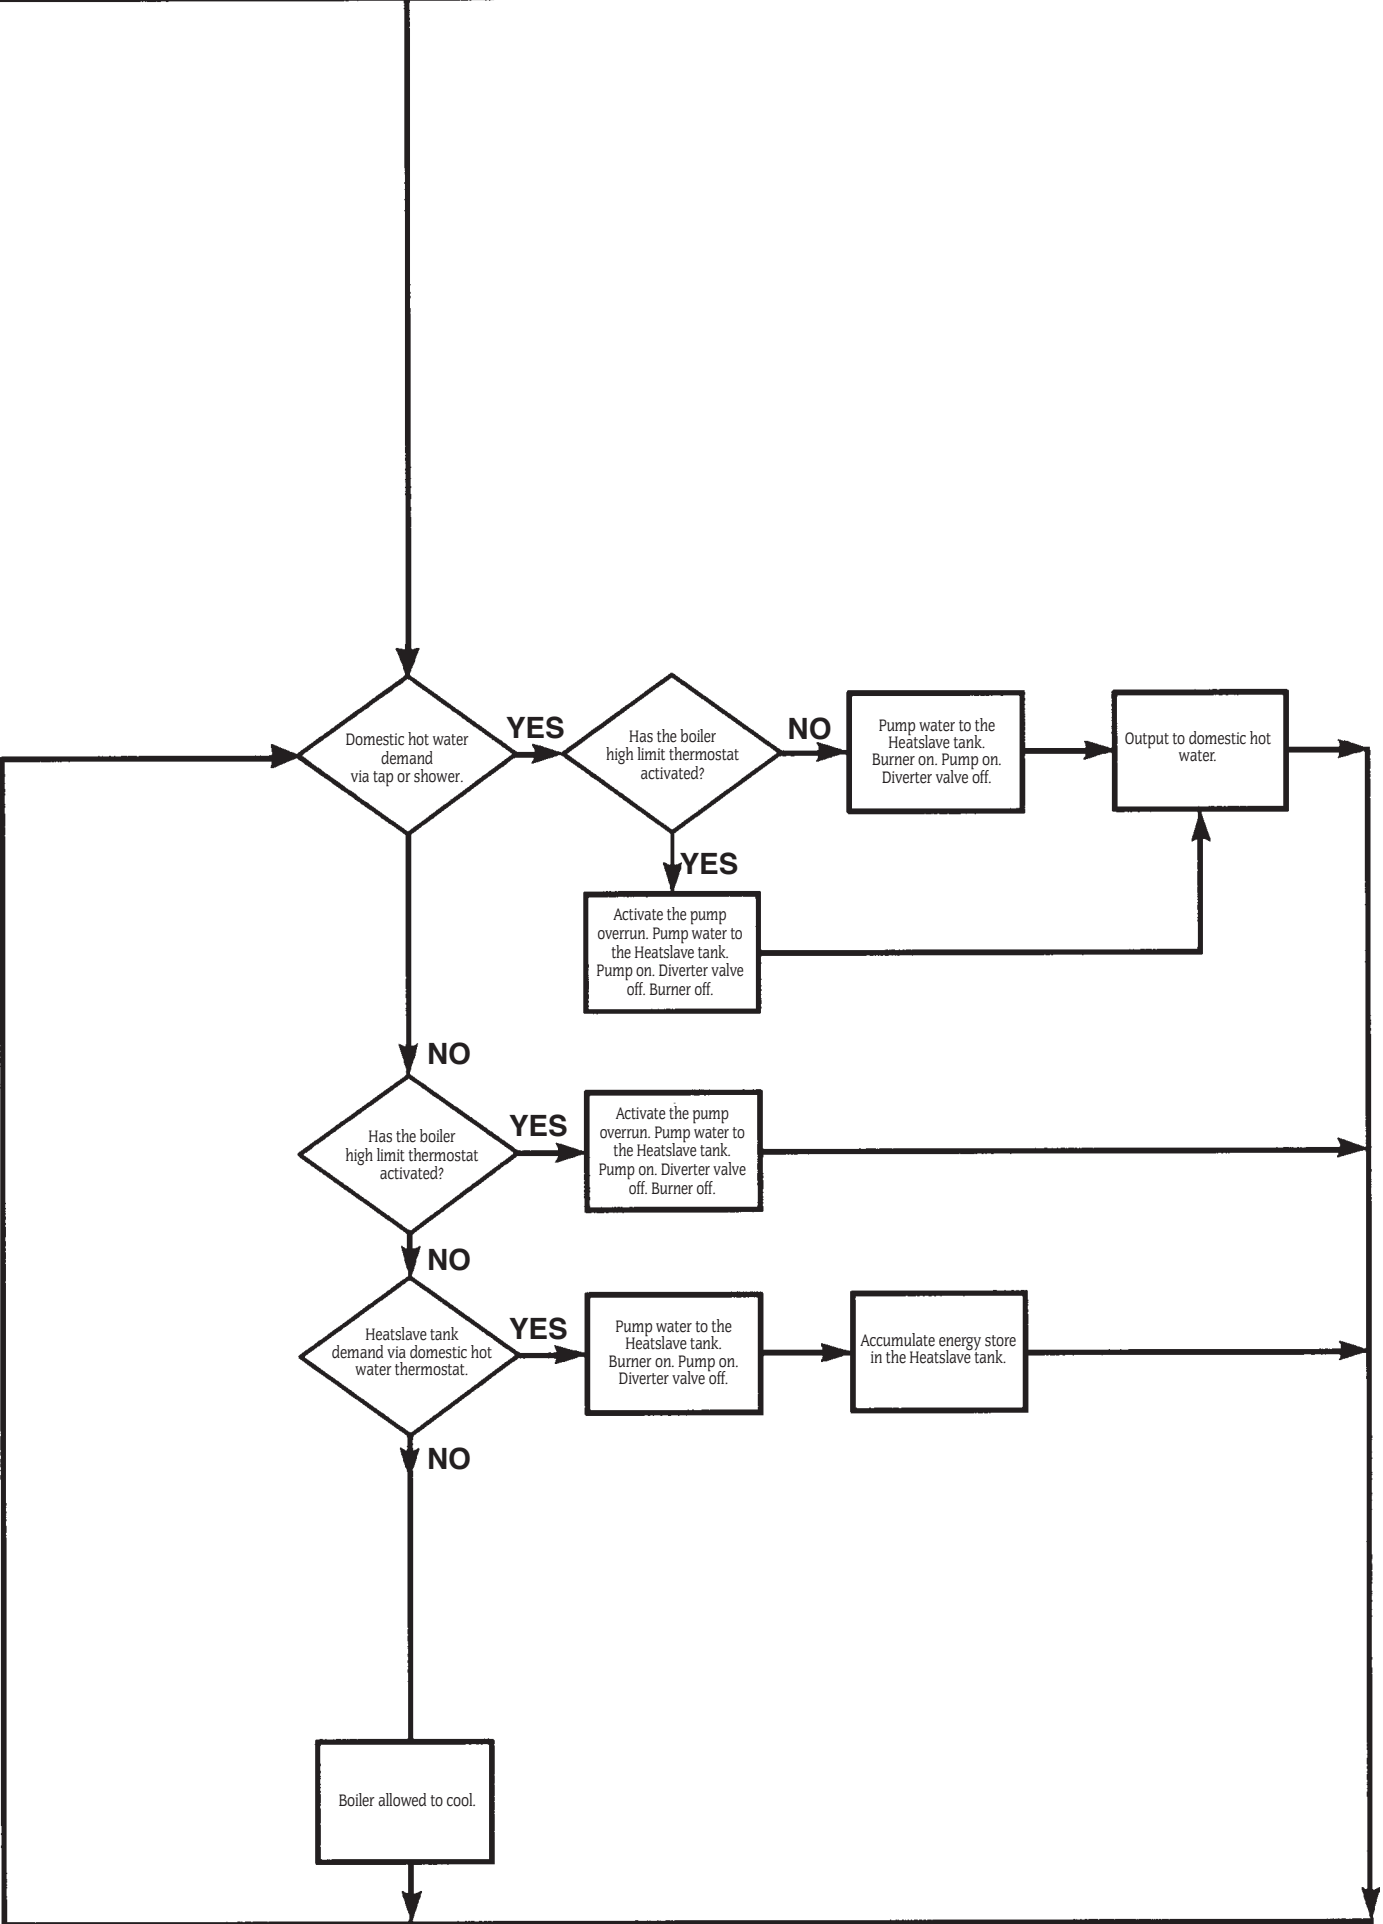 Domestic hot water
demand
via tap or shower.
YES
Has the boiler
high limit thermostat
activated?
NO
Pump water to the
Heatslave tank.
Burner on. Pump on.
Diverter valve off.
Output to domestic hot
water.
YES
Activate the pump
overrun. Pump water to
the Heatslave tank.
Pump on. Diverter valve
off. Burner off.
NO
Has the boiler
high limit thermostat
activated?
YES
Activate the pump
overrun. Pump water to
the Heatslave tank.
Pump on. Diverter valve
off. Burner off.
NO
Heatslave tank
demand via domestic hot
water thermostat.
YES
Pump water to the
Heatslave tank.
Burner on. Pump on.
Diverter valve off.
Accumulate energy store
in the Heatslave tank.
NO
Boiler allowed to cool.